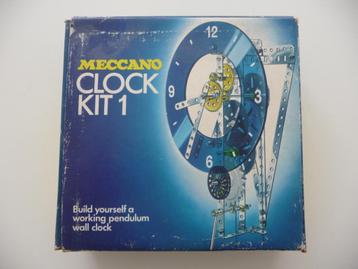 MECCANO
CLOCK
KIT 1
12
9
3
6
Build yourself a
working pendulum
wall clock